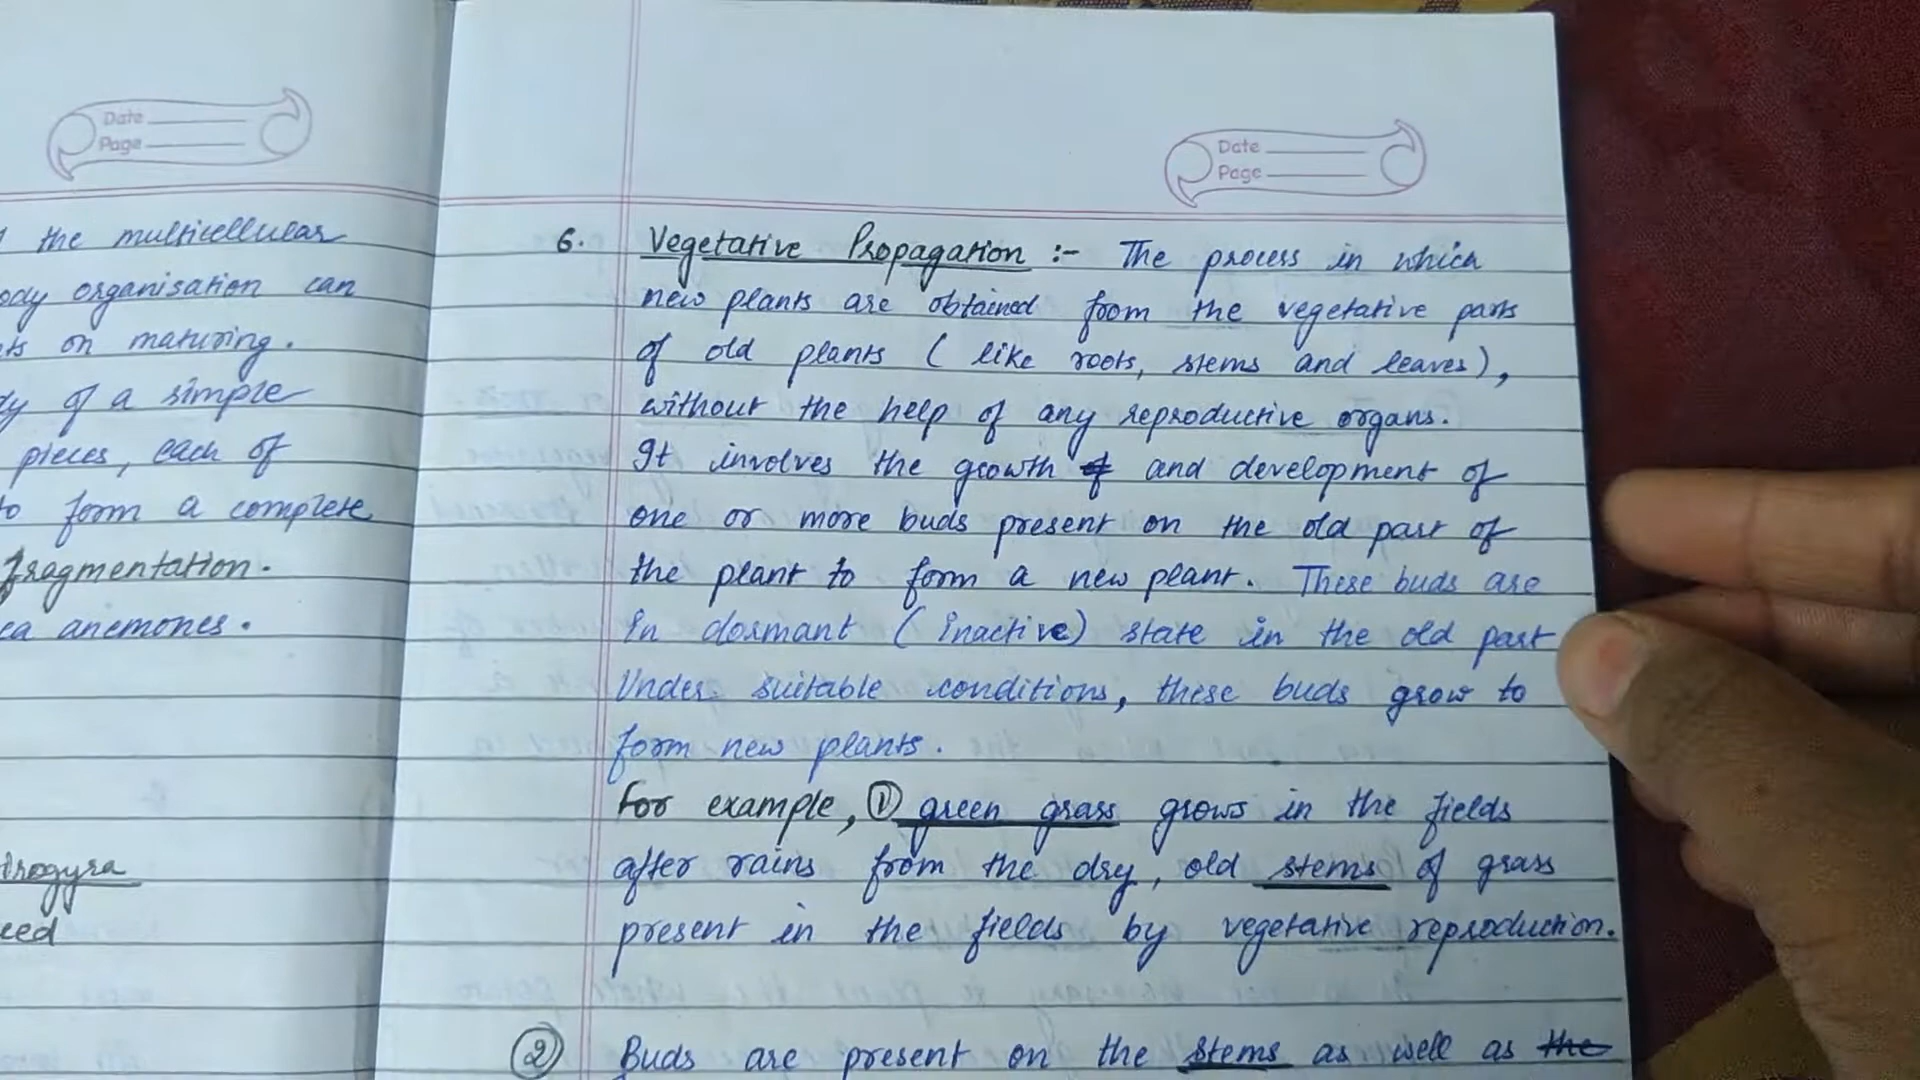 Date
Page
the multicellular
ody organisation can
ts on maturing.
of a simple
pieces, each of
to form a complete
fragmentation.
ea anemones.
irogyra
eed
Date
Page
6. Vegetative Propagation :- The process in which
new plants are obtained from the vegetative parts
of old plants ( like roots, stems and leaves),
without the help of any reproductive organs.
It involves the growth of and development of
one or more buds present on the old part of
the plant to form a new plant. These buds are
in dormant ( inactive) state in the old part
Under suitable conditions, these buds grow to
form new plants.
For example, ① green grass grows in the fields
after rains from the dry, old stems of grass
present in the fields by vegetative reproduction.
② Buds are present on the stems as well as the